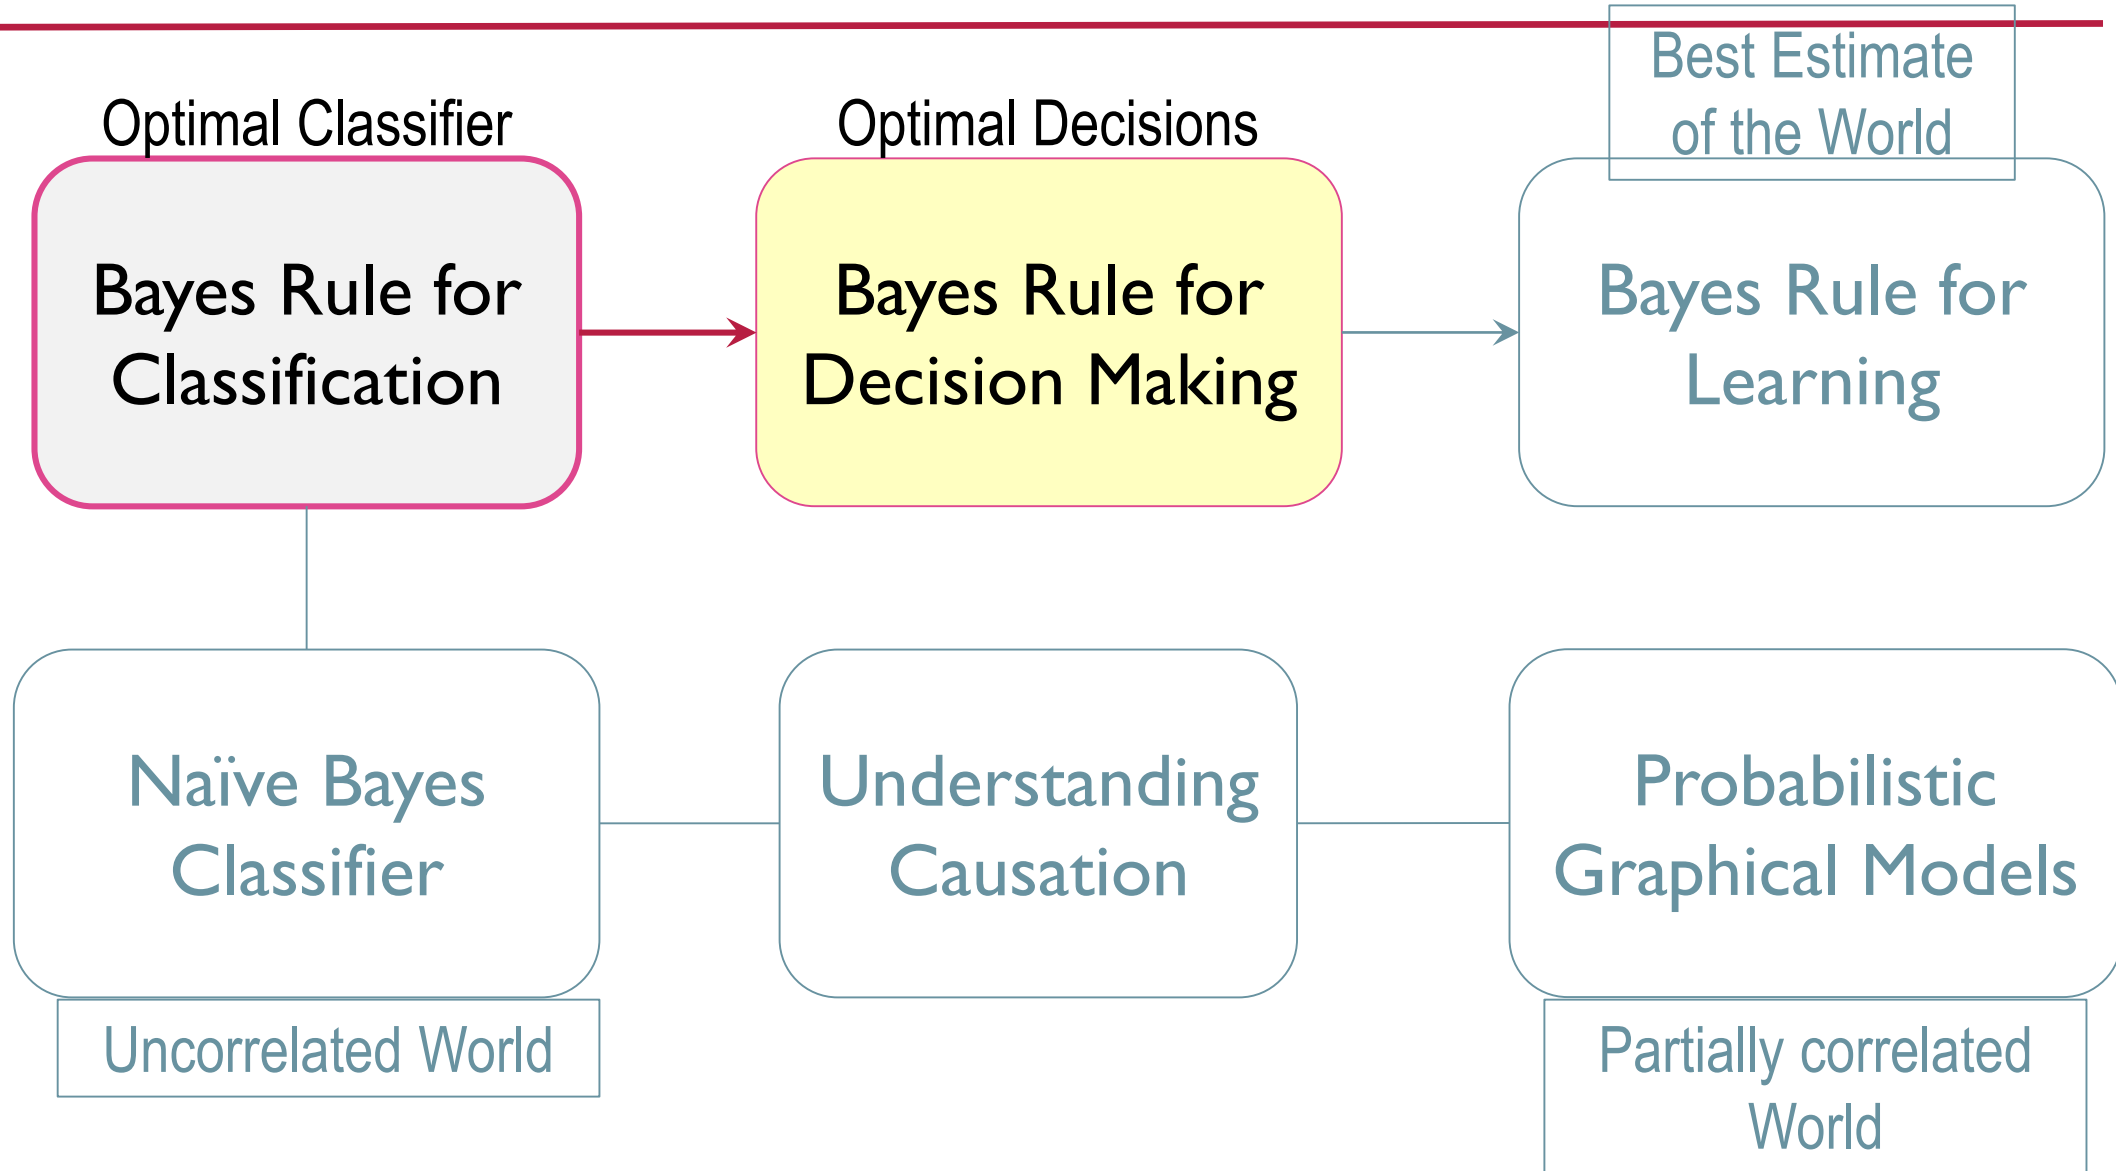 Best Estimate
of the World
Optimal Classifier
Optimal Decisions
Bayes Rule for
Classification
Bayes Rule for
Decision Making
Bayes Rule for
Learning
Naïve Bayes
Classifier
Understanding
Causation
Probabilistic
Graphical Models
Uncorrelated World
Partially correlated
World